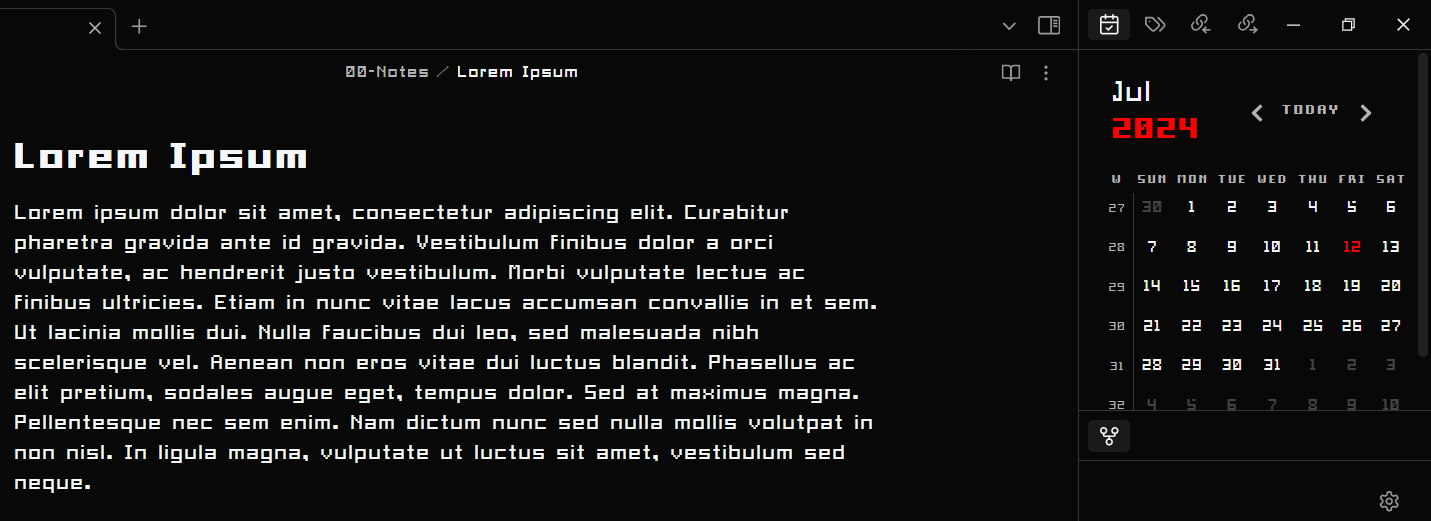 00-Notes / Lorem Ipsum
Lorem Ipsum
Lorem ipsum dolor sit amet, consectetur adipiscing elit. Curabitur
pharetra gravida ante id gravida. Vestibulum finibus dolor a orci
vulputate, ac hendrerit justo vestibulum. Morbi vulputate lectus ac
finibus ultricies. Etiam in nunc vitae lacus accumsan convallis in et sem.
Ut lacinia mollis dui. Nulla faucibus dui leo, sed malesuada nibh
scelerisque vel. Aenean non eros vitae dui luctus blandit. Phasellus ac
elit pretium, sodales augue eget, tempus dolor. Sed at maximus magna.
Pellentesque nec sem enim. Nam dictum nunc sed nulla mollis volutpat in
non nisl. In ligula magna, vulputate ut luctus sit amet, vestibulum sed
neque.
Jul
2024
TODAY
W SUN MON TUE WED THU FRI SAT
27 30 1 2 3 4 5 6
28 7 8 9 10 11 12 13
29 14 15 16 17 18 19 20
30 21 22 23 24 25 26 27
31 28 29 30 31 1 2 3
32 4 5 6 7 8 9 10